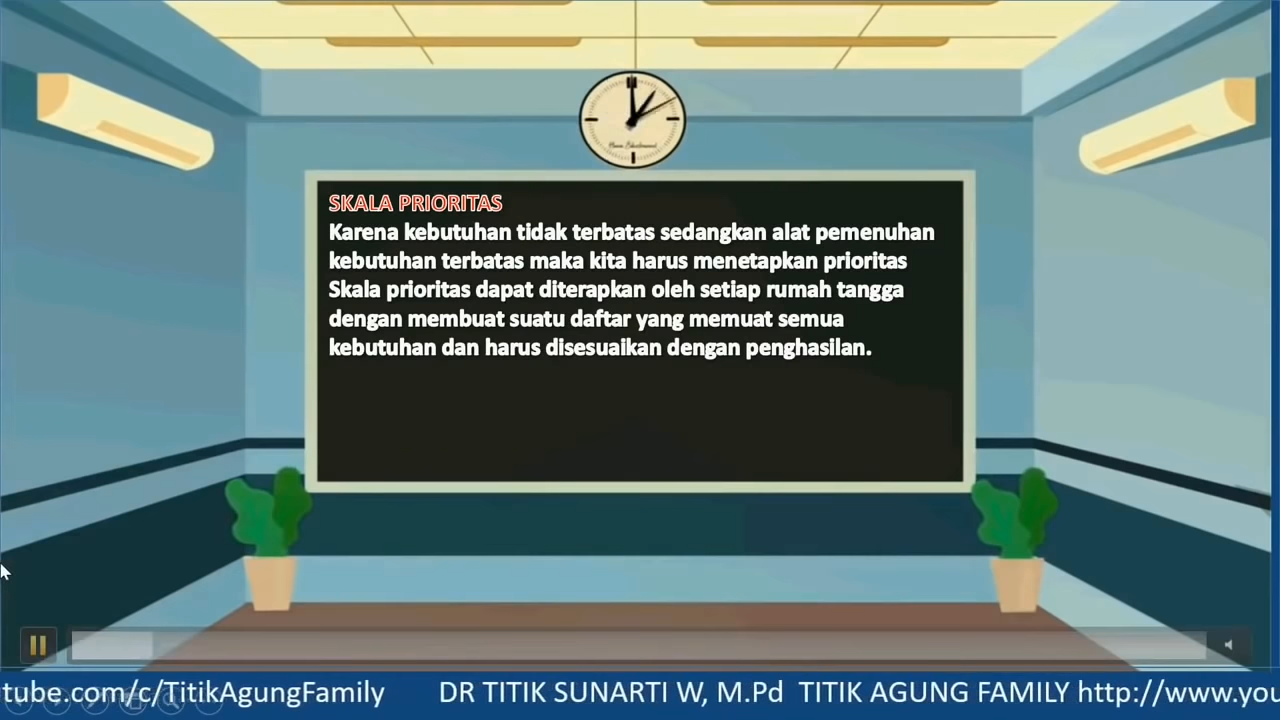 SKALA PRIORITAS
Karena kebutuhan tidak terbatas sedangkan alat pemenuhan
kebutuhan terbatas maka kita harus menetapkan prioritas
Skala prioritas dapat diterapkan oleh setiap rumah tangga
dengan membuat suatu daftar yang memuat semua
kebutuhan dan harus disesuaikan dengan penghasilan.
tube.com/c/TitikAgungFamily DR TITIK SUNARTI W, M.Pd TITIK AGUNG FAMILY http://www.you